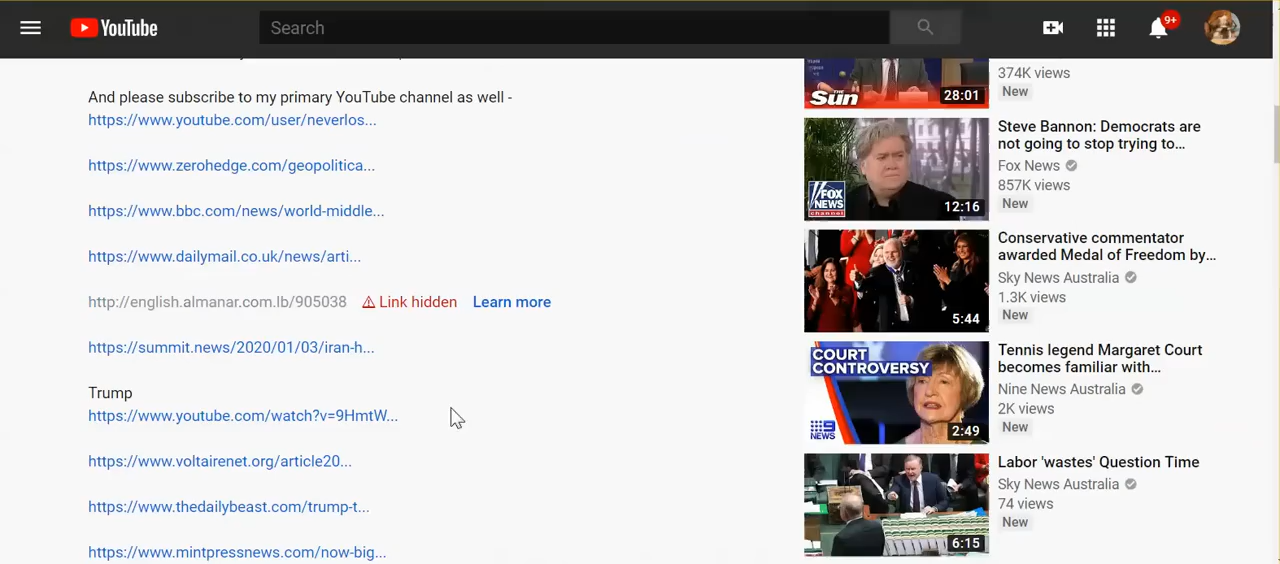 YouTube
Search
9+
And please subscribe to my primary YouTube channel as well -
https://www.youtube.com/user/neverlos...
https://www.zerohedge.com/geopolitica...
https://www.bbc.com/news/world-middle...
https://www.dailymail.co.uk/news/arti...
http://english.almanar.com.lb/905038 Link hidden Learn more
https://summit.news/2020/01/03/iran-h...
Trump
https://www.youtube.com/watch?v=9HmtW...
https://www.voltairenet.org/article20...
https://www.thedailybeast.com/trump-t...
https://www.mintpressnews.com/now-big...
THE
Sun
28:01
374K views
New
FOX
NEWS
channel
12:16
Steve Bannon: Democrats are
not going to stop trying to...
Fox News
857K views
New
5:44
Conservative commentator
awarded Medal of Freedom by...
Sky News Australia
1.3K views
New
COURT
CONTROVERSY
9
NEWS
2:49
Tennis legend Margaret Court
becomes familiar with...
Nine News Australia
2K views
New
6:15
Labor 'wastes' Question Time
Sky News Australia
74 views
New